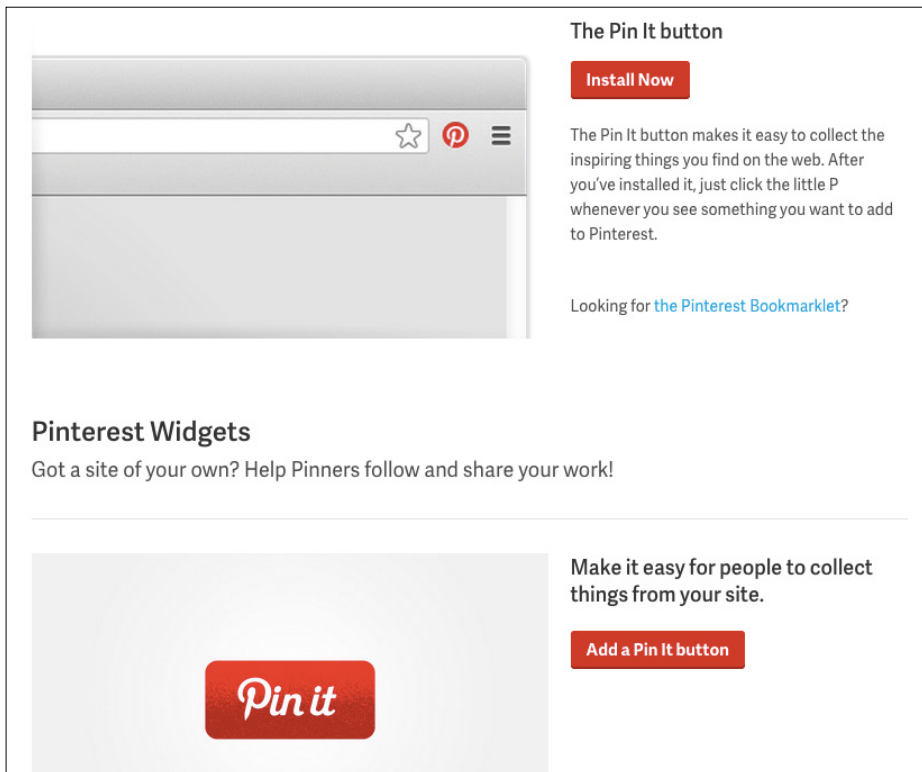 The Pin It button
Install Now
The Pin It button makes it easy to collect the
inspiring things you find on the web. After
you’ve installed it, just click the little P
whenever you see something you want to add
to Pinterest.
Looking for the Pinterest Bookmarklet?
Pinterest Widgets
Got a site of your own? Help Pinners follow and share your work!
Make it easy for people to collect
things from your site.
Add a Pin It button
Pin it